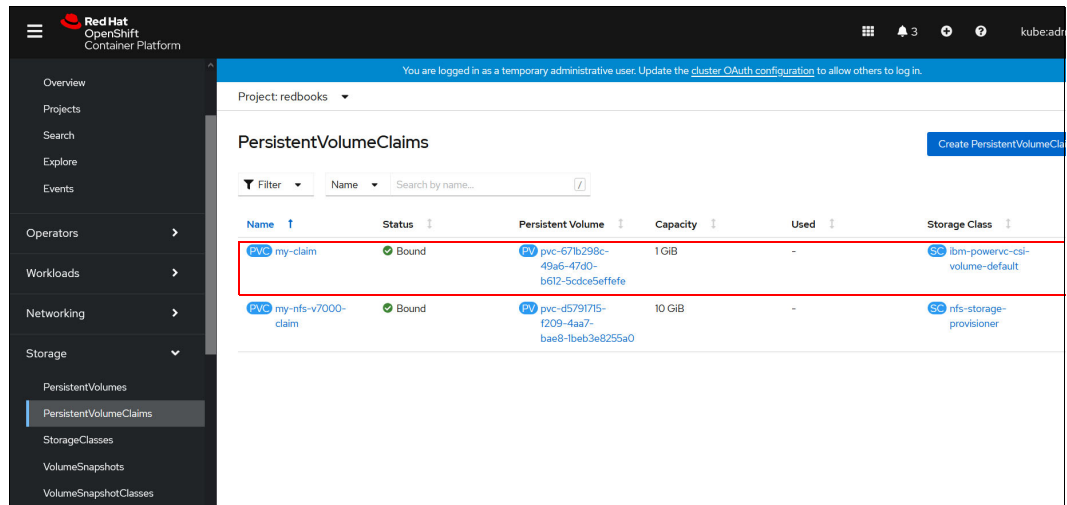 Red Hat
OpenShift
Container Platform
3
kube:adm
You are logged in as a temporary administrative user. Update the cluster OAuth configuration to allow others to log in.
Overview
Projects
Search
Explore
Events
Operators
Workloads
Networking
Storage
PersistentVolumes
PersistentVolumeClaims
StorageClasses
VolumeSnapshots
VolumeSnapshotClasses
Project: redbooks
PersistentVolumeClaims
Create PersistentVolumeClai
Filter Name Search by name... /
Name Status Persistent Volume Capacity Used Storage Class
PVC my-claim Bound PV pvc-671b298c- 1 GiB - SC ibm-powervc-csi-
49a6-47d0- volume-default
b612-5cdce5effefe
PVC my-nfs-v7000- Bound PV pvc-d5791715- 10 GiB - SC nfs-storage-
claim f209-4aa7- provisioner
bae8-1beb3e8255a0